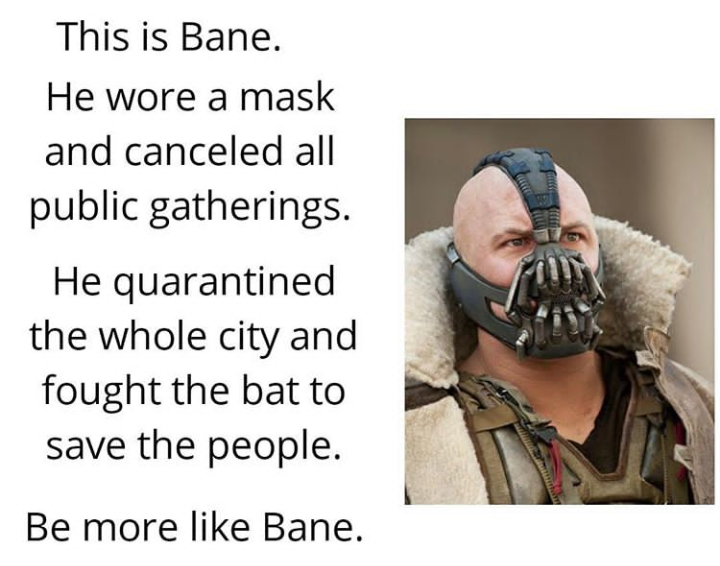 This is Bane.
He wore a mask
and canceled all
public gatherings.
He quarantined
the whole city and
fought the bat to
save the people.
Be more like Bane.